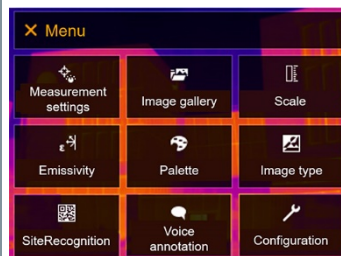 Menu
Measurement
settings
Image gallery
Scale
ε
Emissivity
Palette
Image type
SiteRecognition
Voice
annotation
Configuration